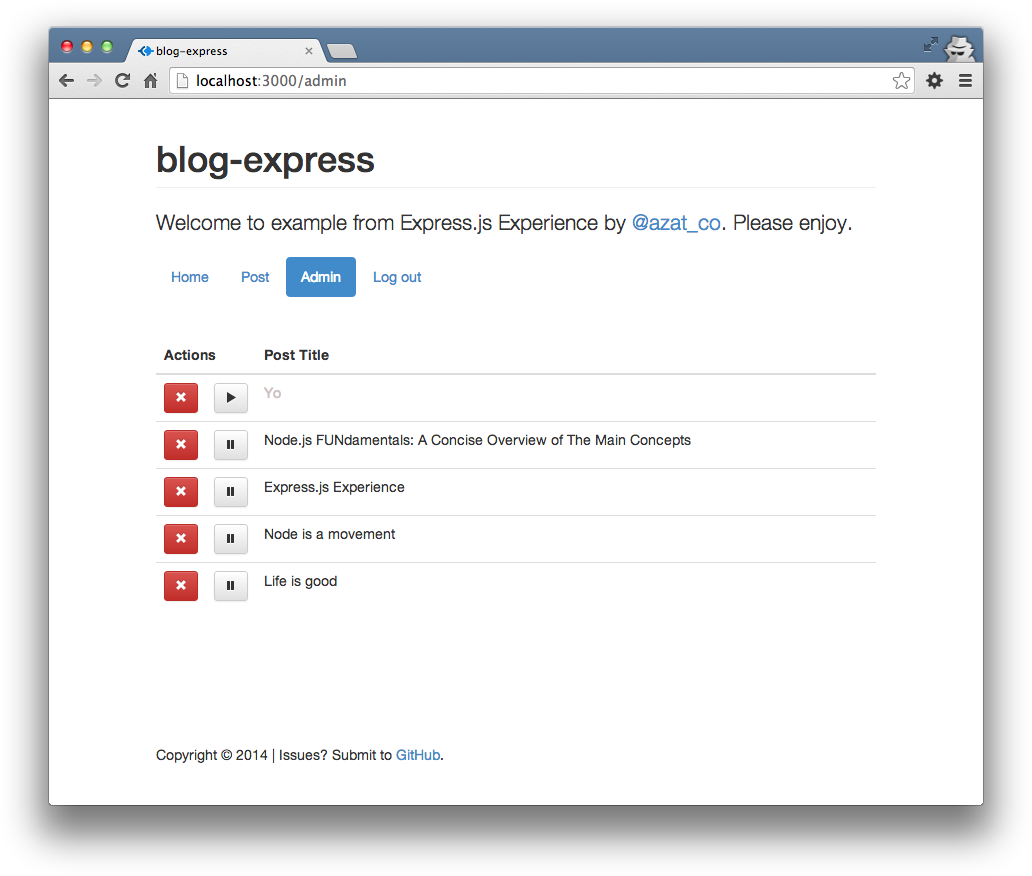 blog-express
localhost:3000/admin
blog-express
Welcome to example from Express.js Experience by @azat_co. Please enjoy.
Home Post Admin Log out
Actions Post Title
Yo
Node.js FUNdamentals: A Concise Overview of The Main Concepts
Express.js Experience
Node is a movement
Life is good
Copyright © 2014 | Issues? Submit to GitHub.